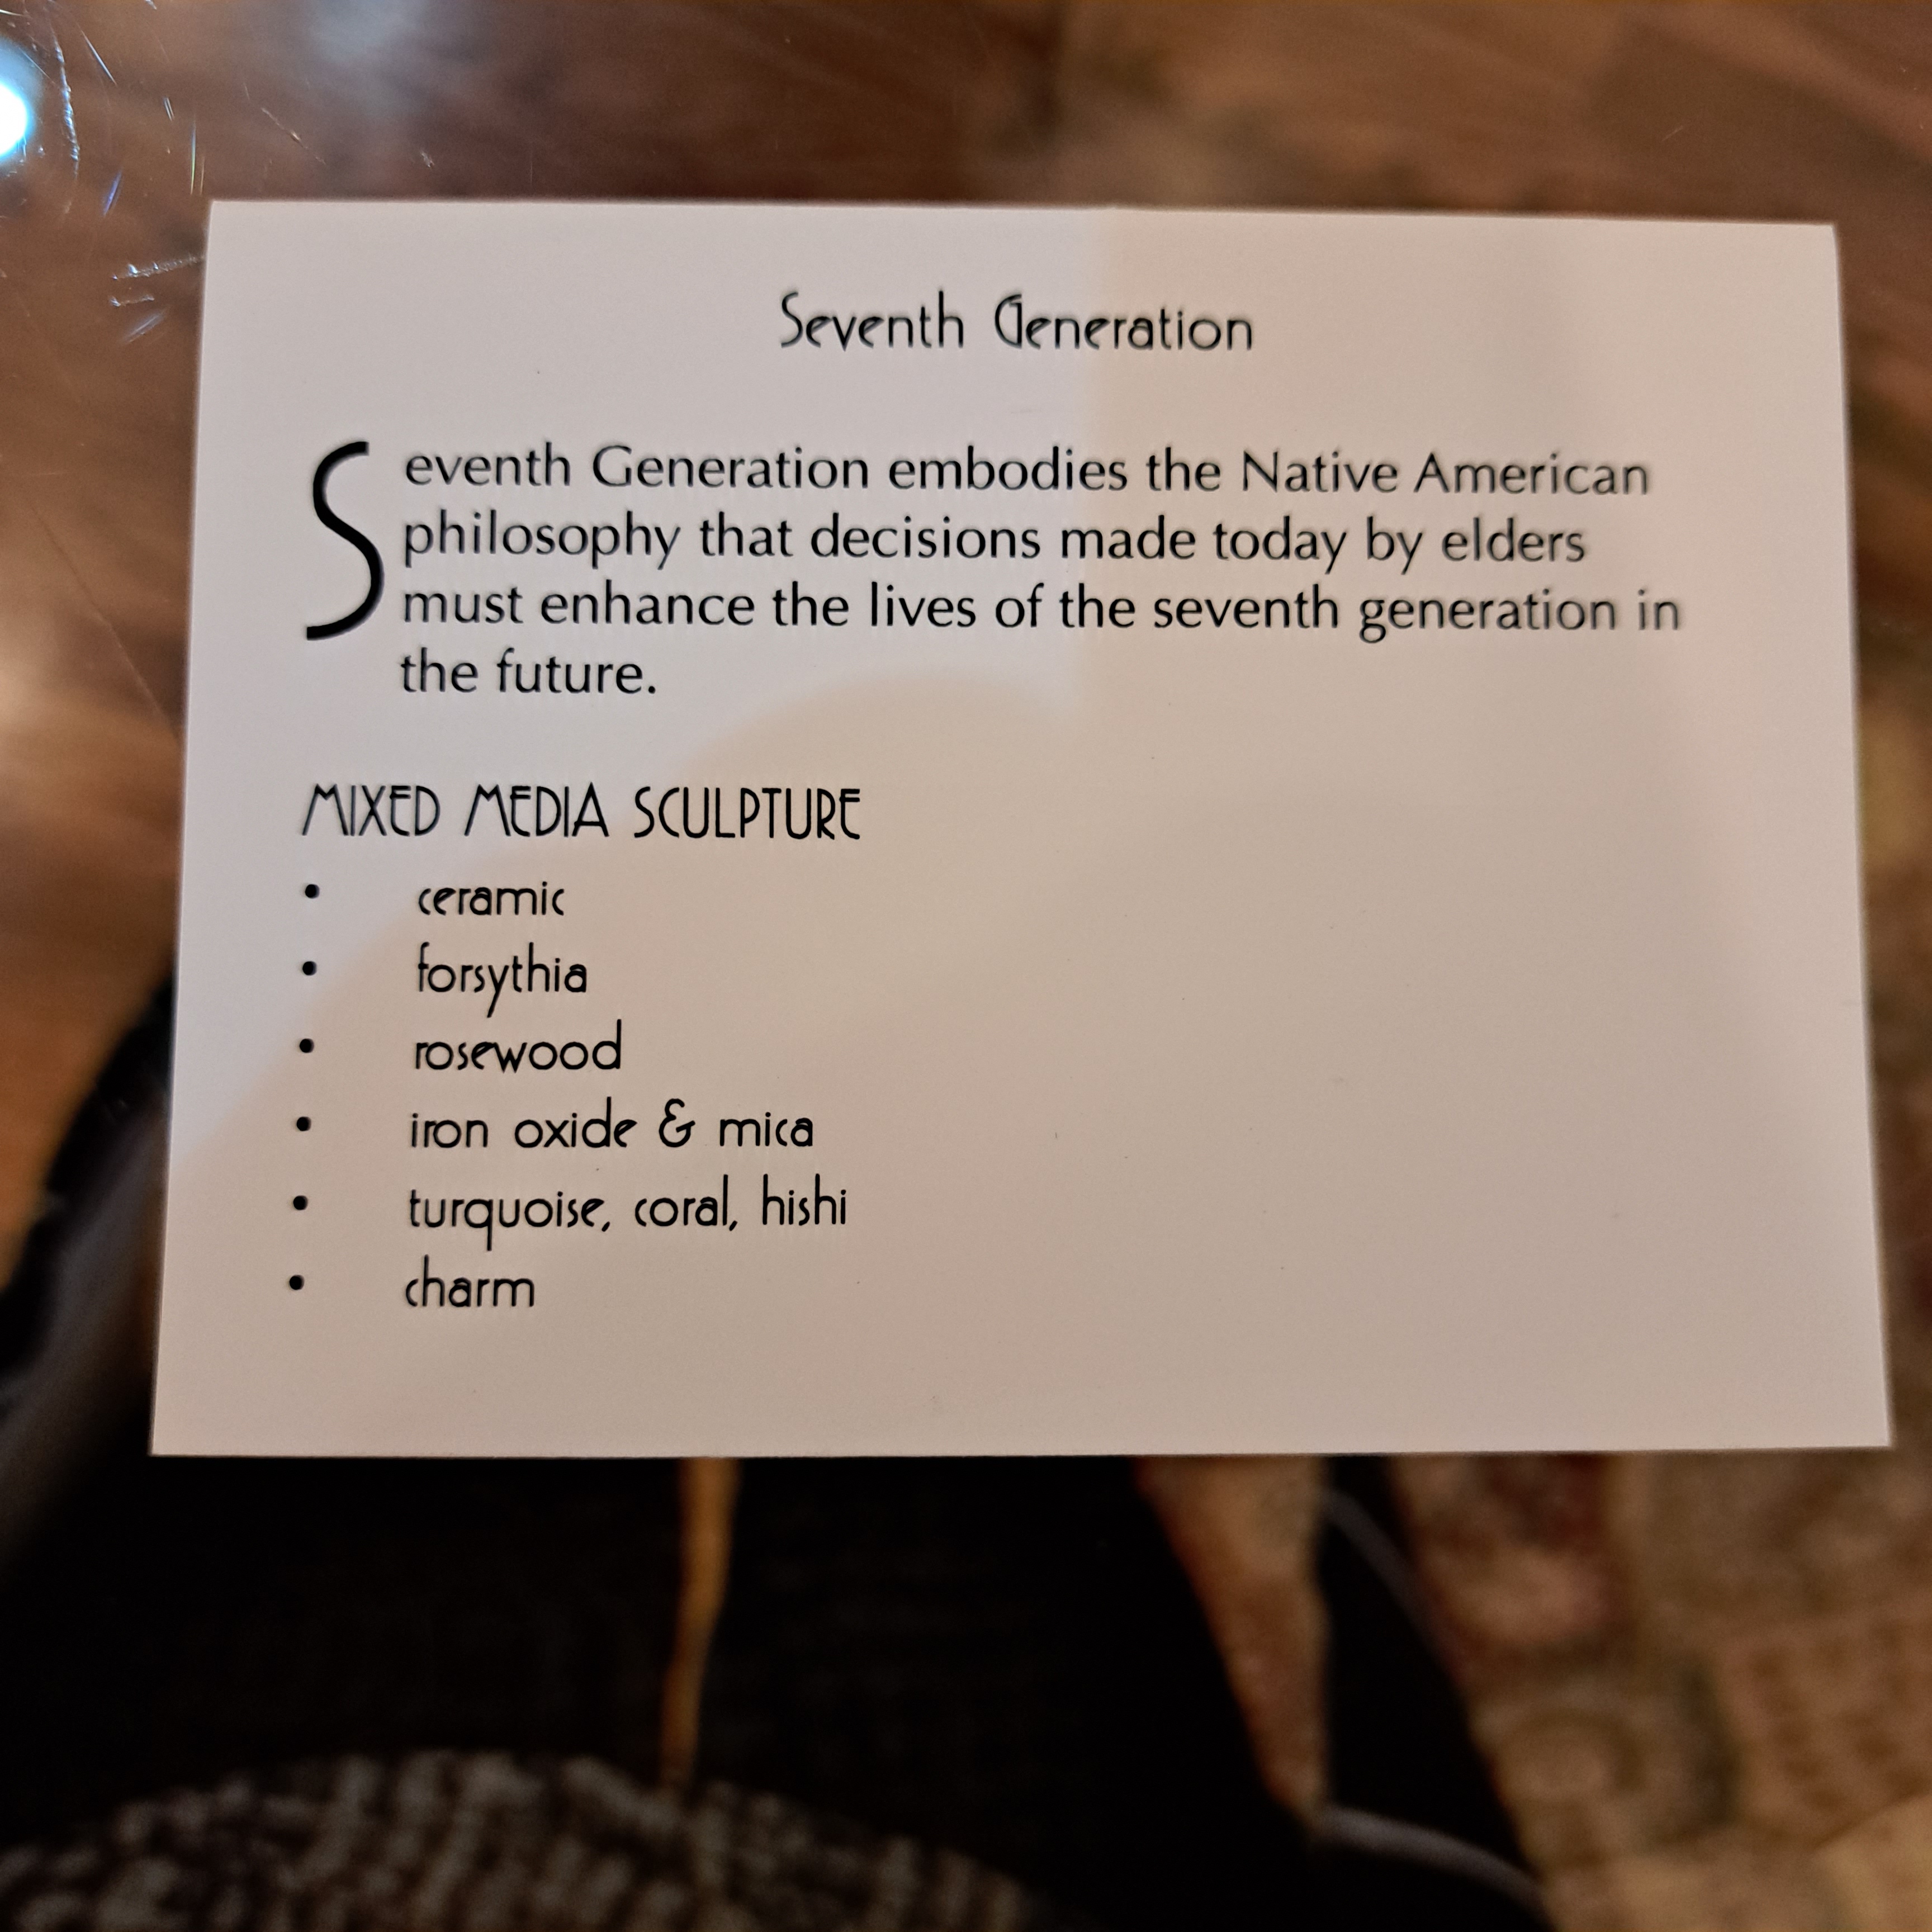 Seventh Generation
Seventh Generation embodies the Native American
philosophy that decisions made today by elders
must enhance the lives of the seventh generation in
the future.
MIXED MEDIA SCULPTURE
• ceramic
• forsythia
• rosewood
• iron oxide & mica
• turquoise, coral, hishi
• charm